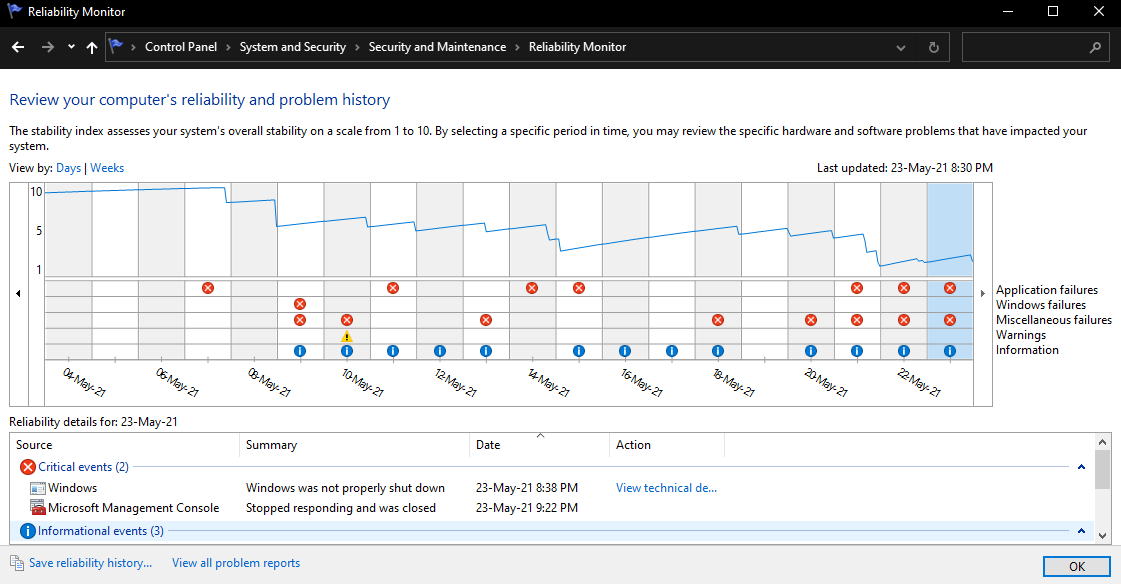 Reliability Monitor
Control Panel › System and Security › Security and Maintenance › Reliability Monitor
Review your computer's reliability and problem history
The stability index assesses your system's overall stability on a scale from 1 to 10. By selecting a specific period in time, you may review the specific hardware and software problems that have impacted your
system.
View by: Days | Weeks
Last updated: 23-May-21 8:30 PM
10
5
1
Application failures
Windows failures
Miscellaneous failures
Warnings
Information
04-May-21
06-May-21
08-May-21
10-May-21
12-May-21
14-May-21
16-May-21
18-May-21
20-May-21
22-May-21
Reliability details for: 23-May-21
Source Summary Date Action
Critical events (2)
Windows Windows was not properly shut down 23-May-21 8:38 PM View technical de...
Microsoft Management Console Stopped responding and was closed 23-May-21 9:22 PM
Informational events (3)
Save reliability history... View all problem reports OK